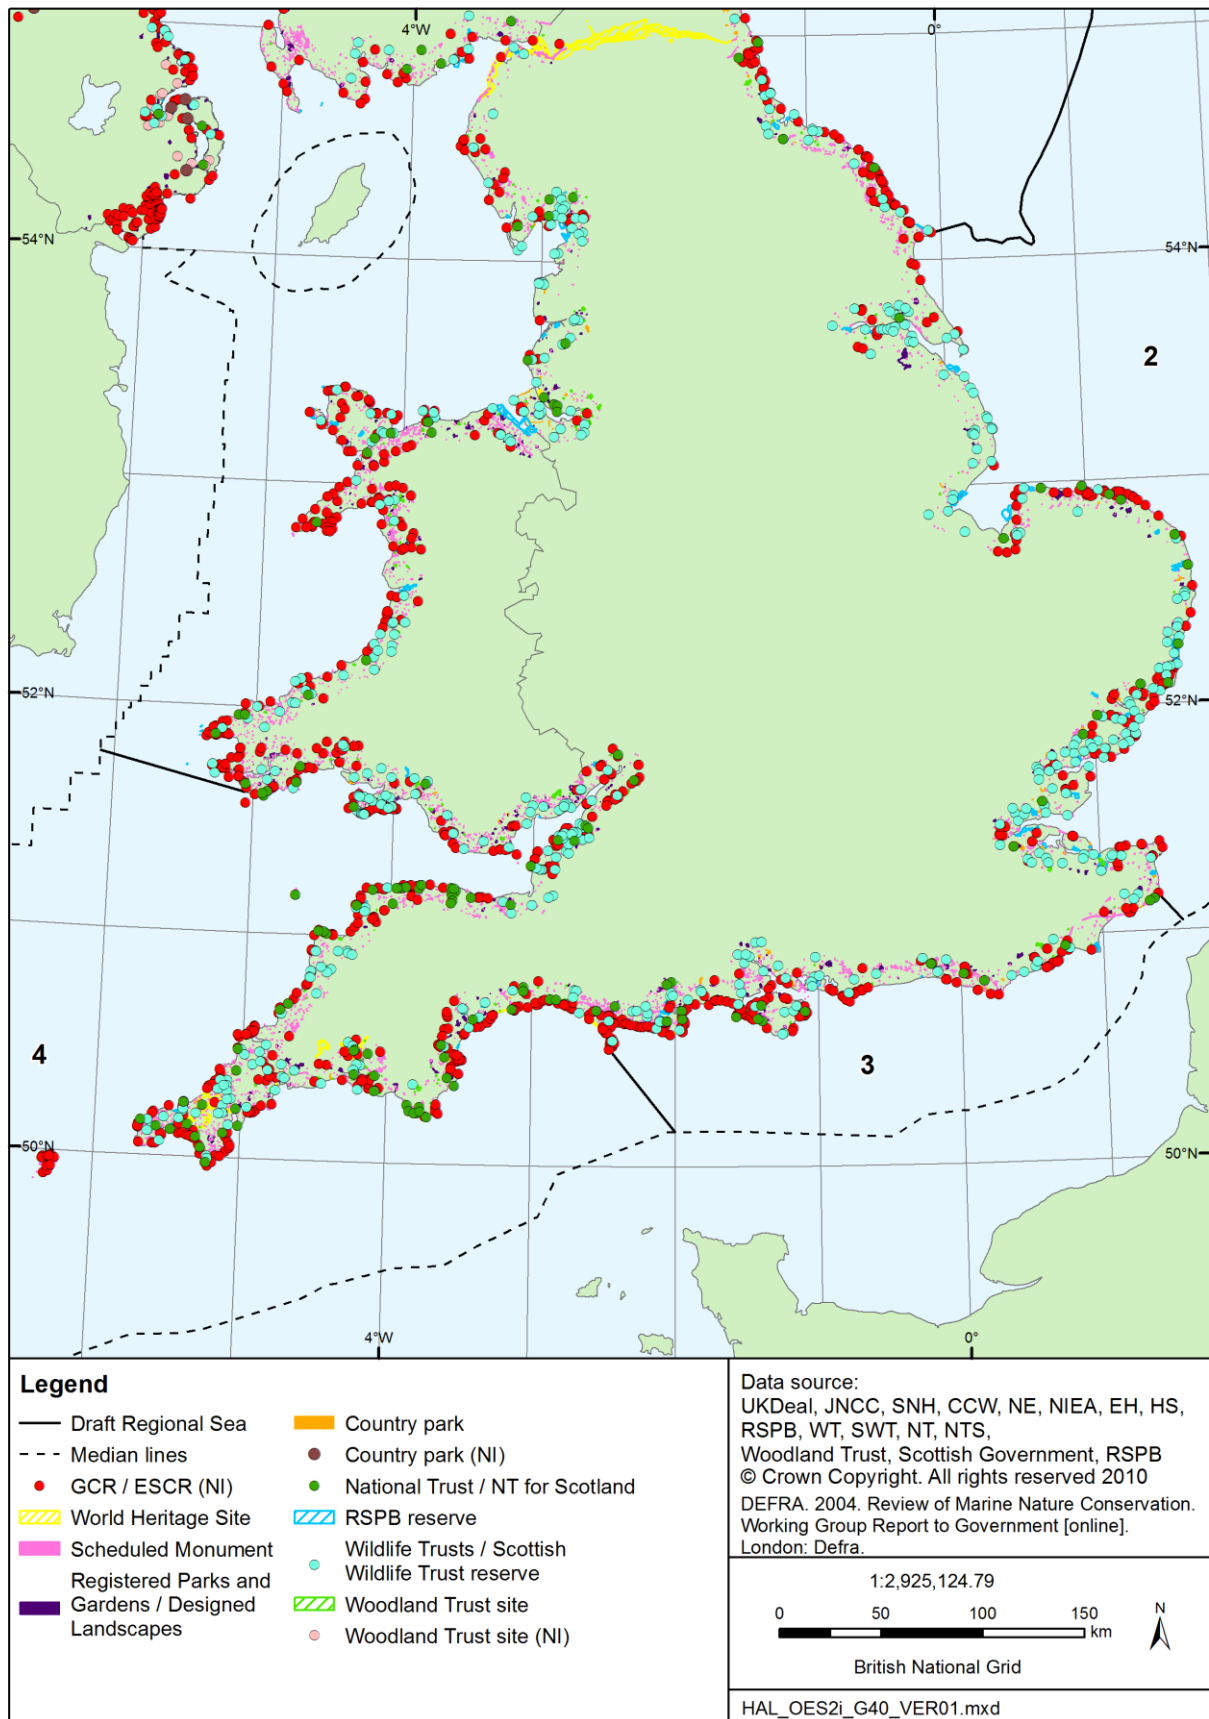 4°W
0°
54°N
54°N
2
52°N
52°N
4
3
50°N
50°N
4°W
0°
Legend
Draft Regional Sea
Median lines
GCR / ESCR (NI)
World Heritage Site
Scheduled Monument
Registered Parks and
Gardens / Designed
Landscapes
Country park
Country park (NI)
National Trust / NT for Scotland
RSPB reserve
Wildlife Trusts / Scottish
Wildlife Trust reserve
Woodland Trust site
Woodland Trust site (NI)
Data source:
UKDeal, JNCC, SNH, CCW, NE, NIEA, EH, HS,
RSPB, WT, SWT, NT, NTS,
Woodland Trust, Scottish Government, RSPB
© Crown Copyright. All rights reserved 2010
DEFRA. 2004. Review of Marine Nature Conservation.
Working Group Report to Government [online].
London: Defra.
1:2,925,124.79
0 50 100 150
km
N
British National Grid
HAL_OES2i_G40_VER01.mxd